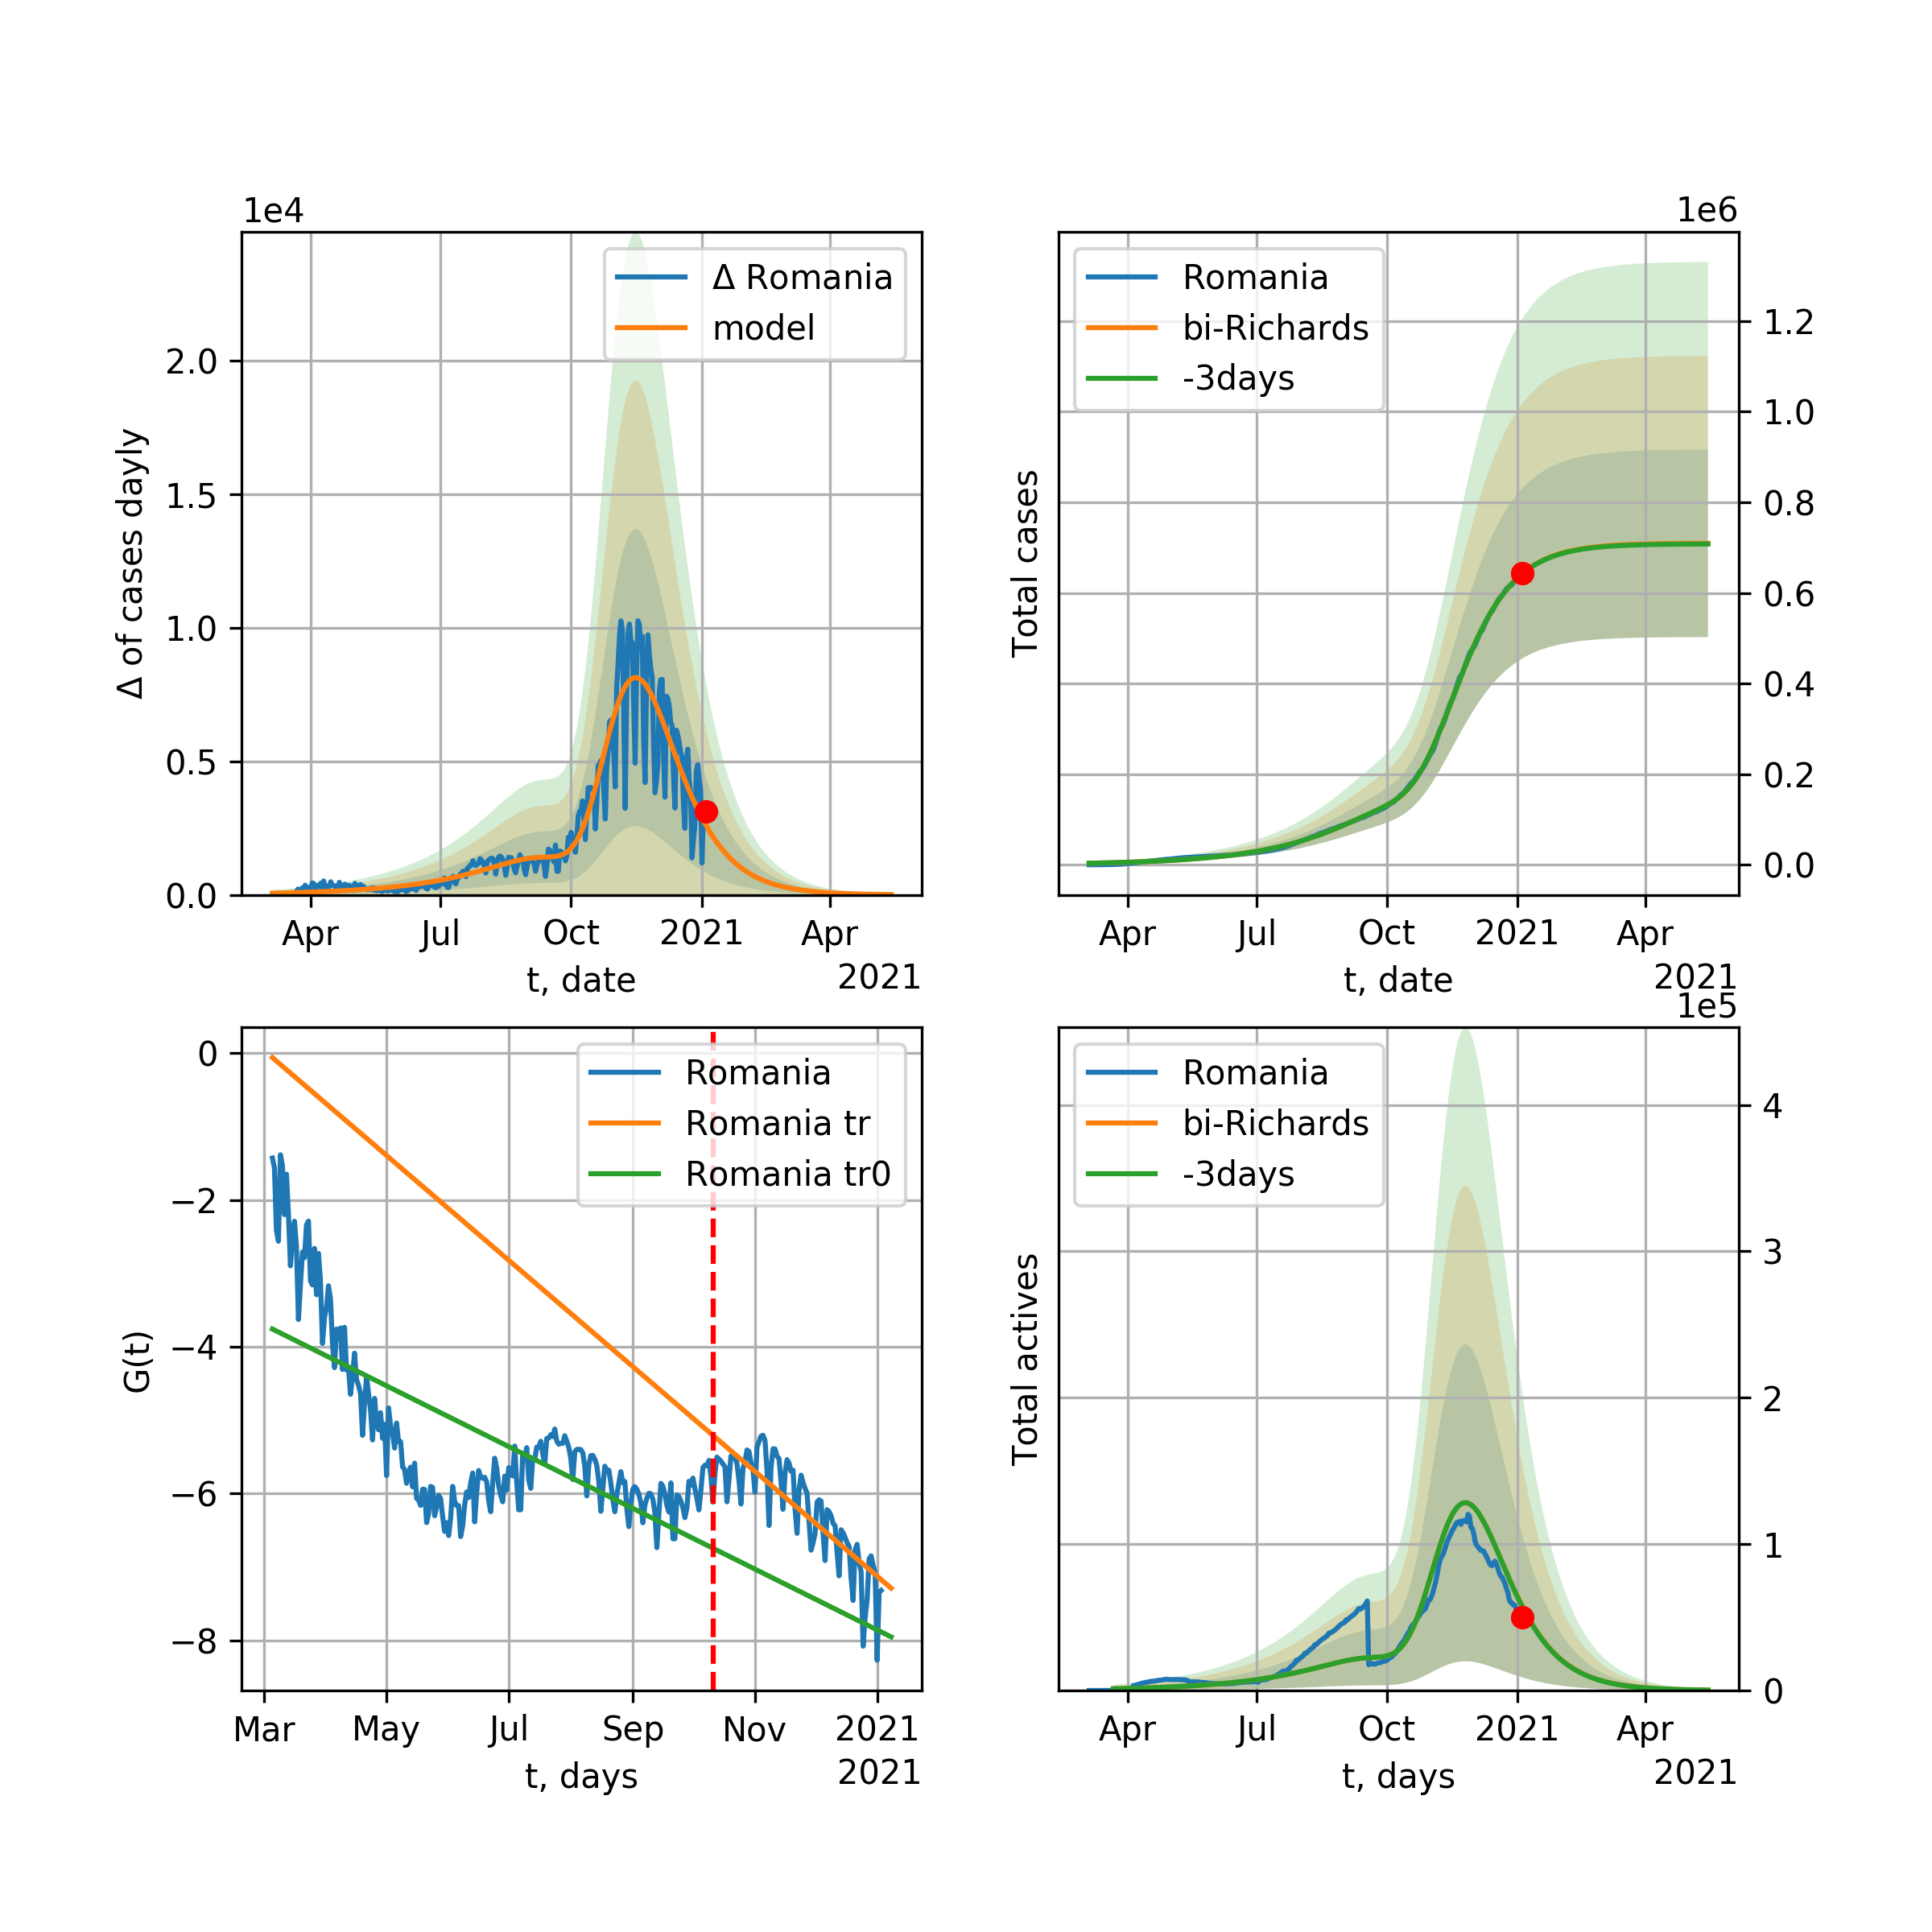 1e4
Δ Romania
model
2.0
1.5
1.0
0.5
0.0
Δ of cases dayly
Apr Jul Oct 2021 Apr
t, date
2021
1e6
Romania
bi-Richards
-3days
1.2
1.0
0.8
0.6
0.4
0.2
0.0
Total cases
Apr Jul Oct 2021 Apr
t, date
2021
Romania
Romania tr
Romania tr0
0
−2
−4
−6
−8
G(t)
Mar May Jul Sep Nov 2021
t, days
2021
1e5
Romania
bi-Richards
-3days
4
3
2
1
0
Total actives
Apr Jul Oct 2021 Apr
t, days
2021